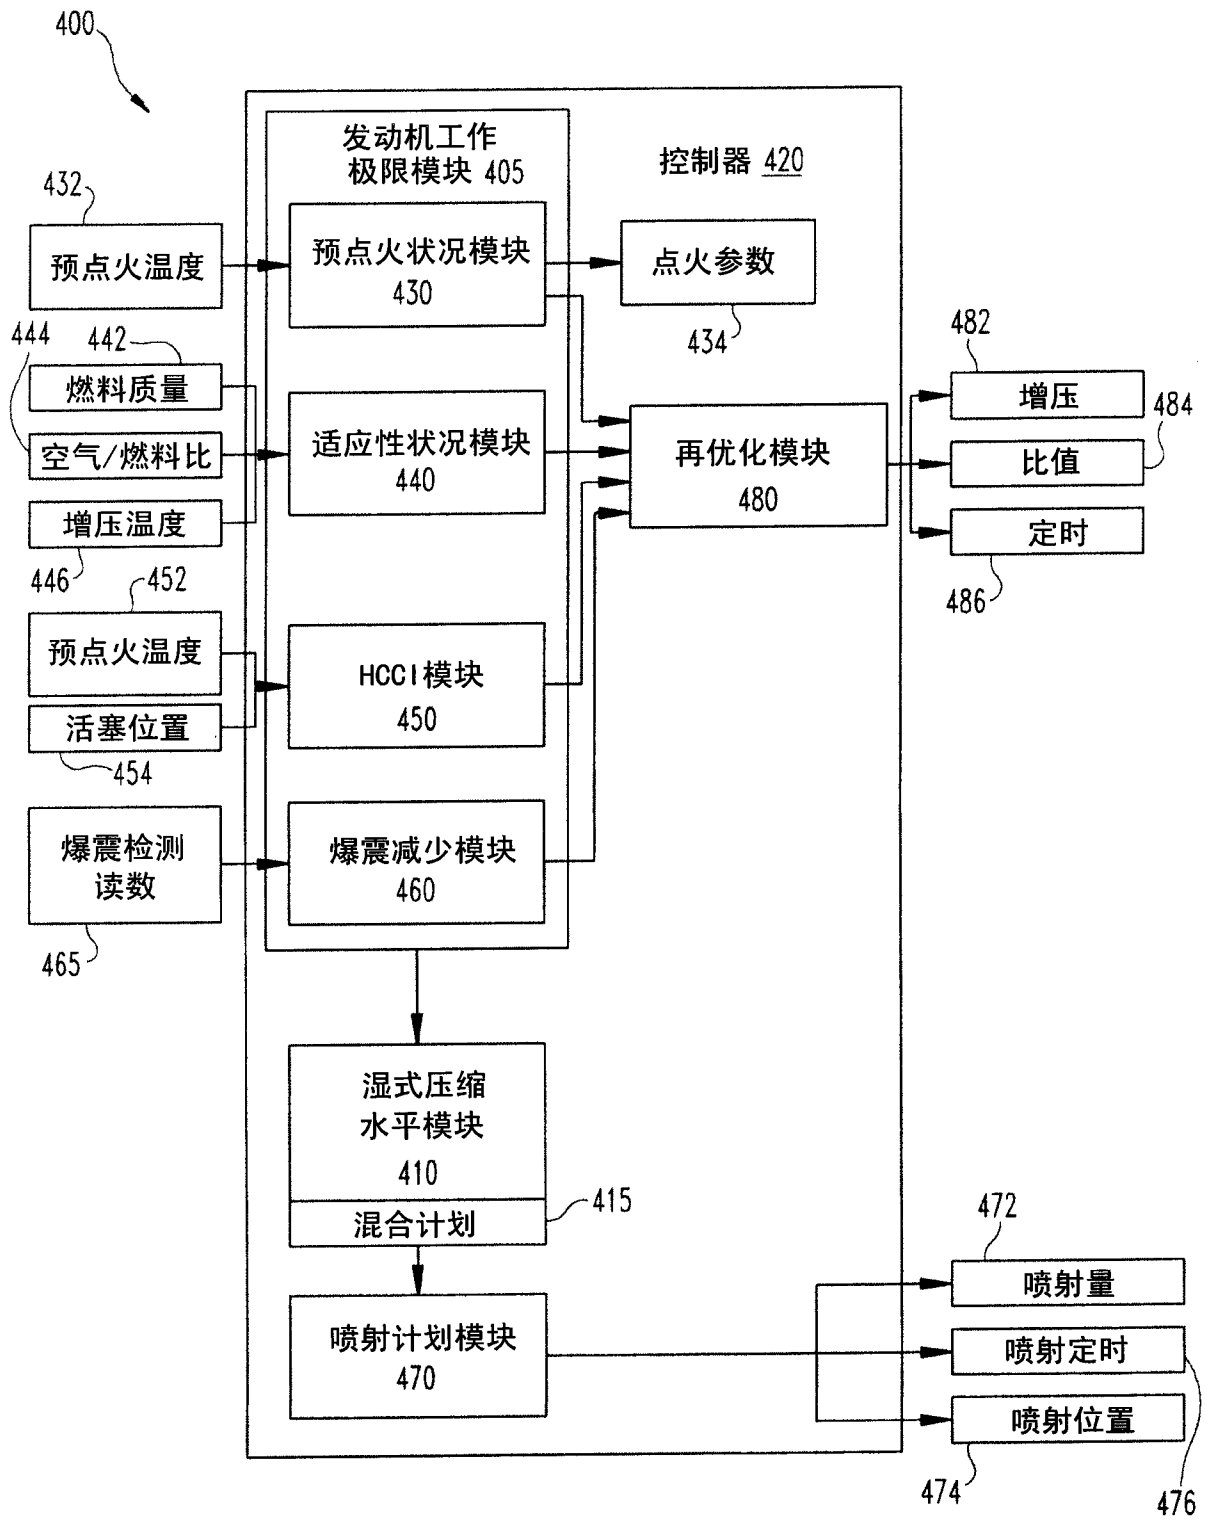 400
发动机工作
极限模块 405
控制器 420
432
预点火温度
预点火状况模块
430
点火参数
434
444
442
燃料质量
空气/燃料比
增压温度
446
适应性状况模块
440
再优化模块
480
482
增压
484
比值
定时
486
452
预点火温度
活塞位置
454
HCCI模块
450
爆震检测
读数
465
爆震减少模块
460
湿式压缩
水平模块
410
混合计划
415
喷射计划模块
470
472
喷射量
喷射定时
喷射位置
474
476